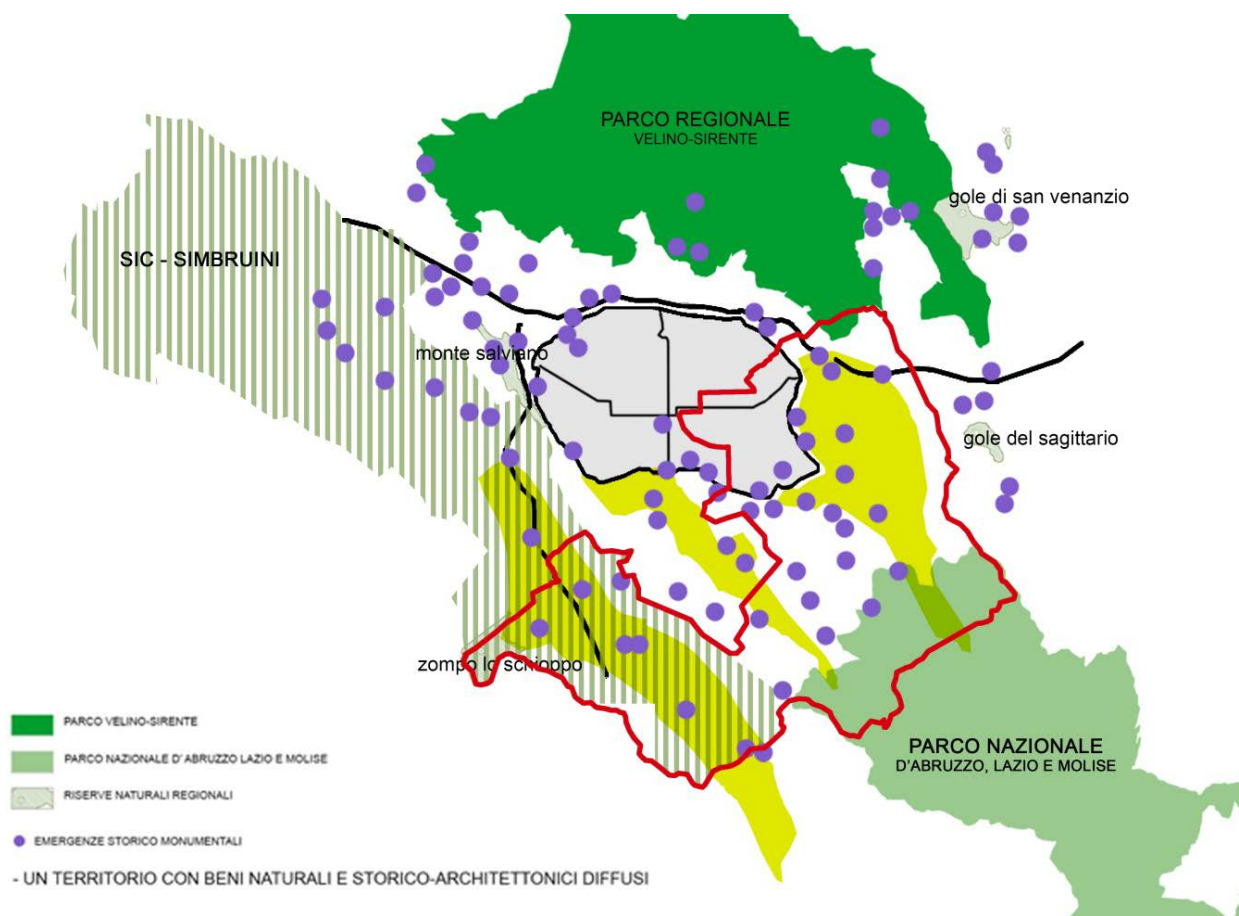 PARCO REGIONALE
VELINO-SIRENTE
gole di san venanzio
SIC - SIMBRUINI
monte salviano
gole del sagittario
zompo lo schioppo
PARCO NAZIONALE
D'ABRUZZO, LAZIO E MOLISE
PARCO VELINO-SIRENTE
PARCO NAZIONALE D' ABRUZZO LAZIO E MOLISE
RISERVE NATURALI REGIONALI
EMERGENZE STORICO MONUMENTALI
- UN TERRITORIO CON BENI NATURALI E STORICO-ARCHITETTONICI DIFFUSI